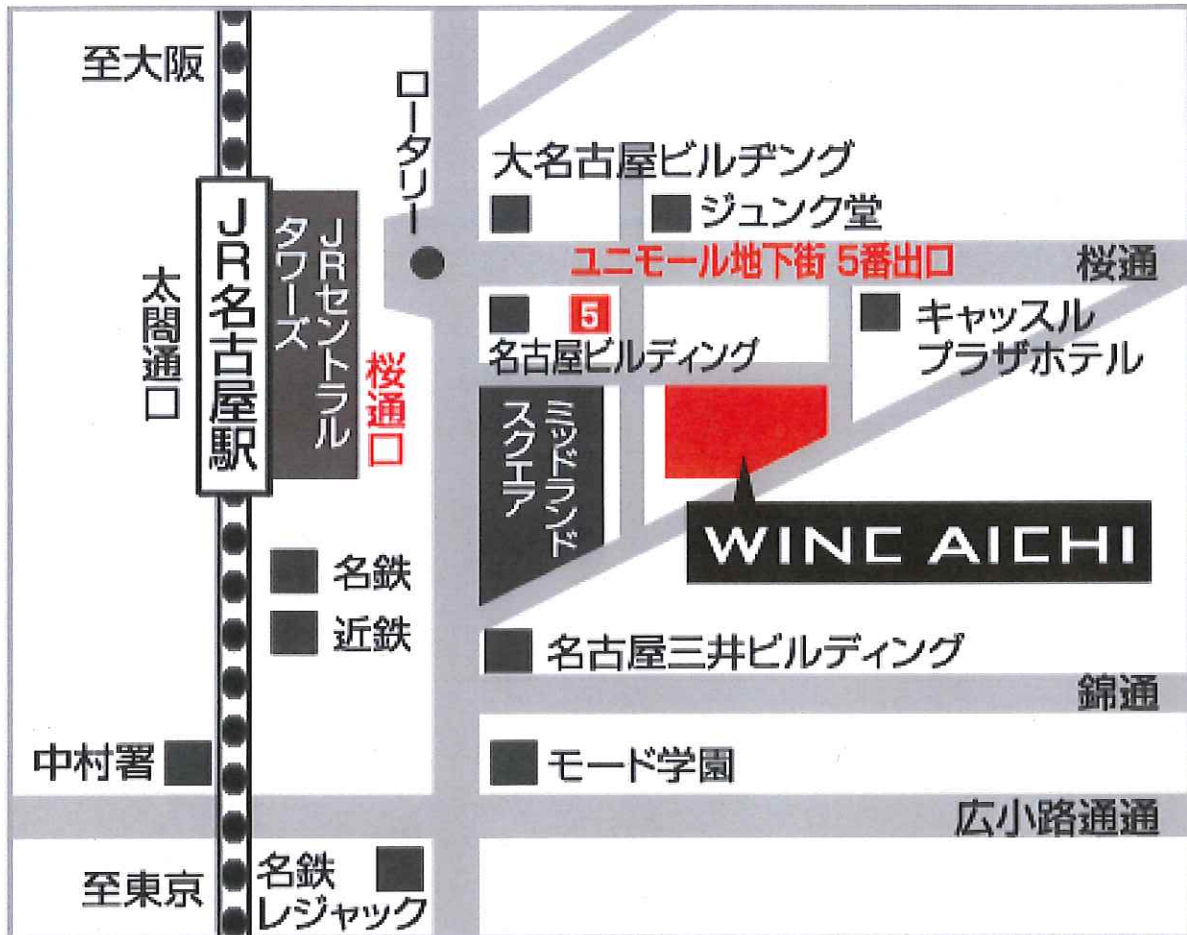 至大阪
ロータリー
大名古屋ビルヂング
ジュンク堂
ユニモール地下街 5番出口
桜通
JR名古屋駅
JRセントラル
タワーズ
太閤通口
桜通口
5
名古屋ビルディング
キャッスル
プラザホテル
ミッドランド
スクエア
WINC AICHI
名鉄
近鉄
名古屋三井ビルディング
錦通
中村署
モード学園
広小路通通
至東京
名鉄
レジャック